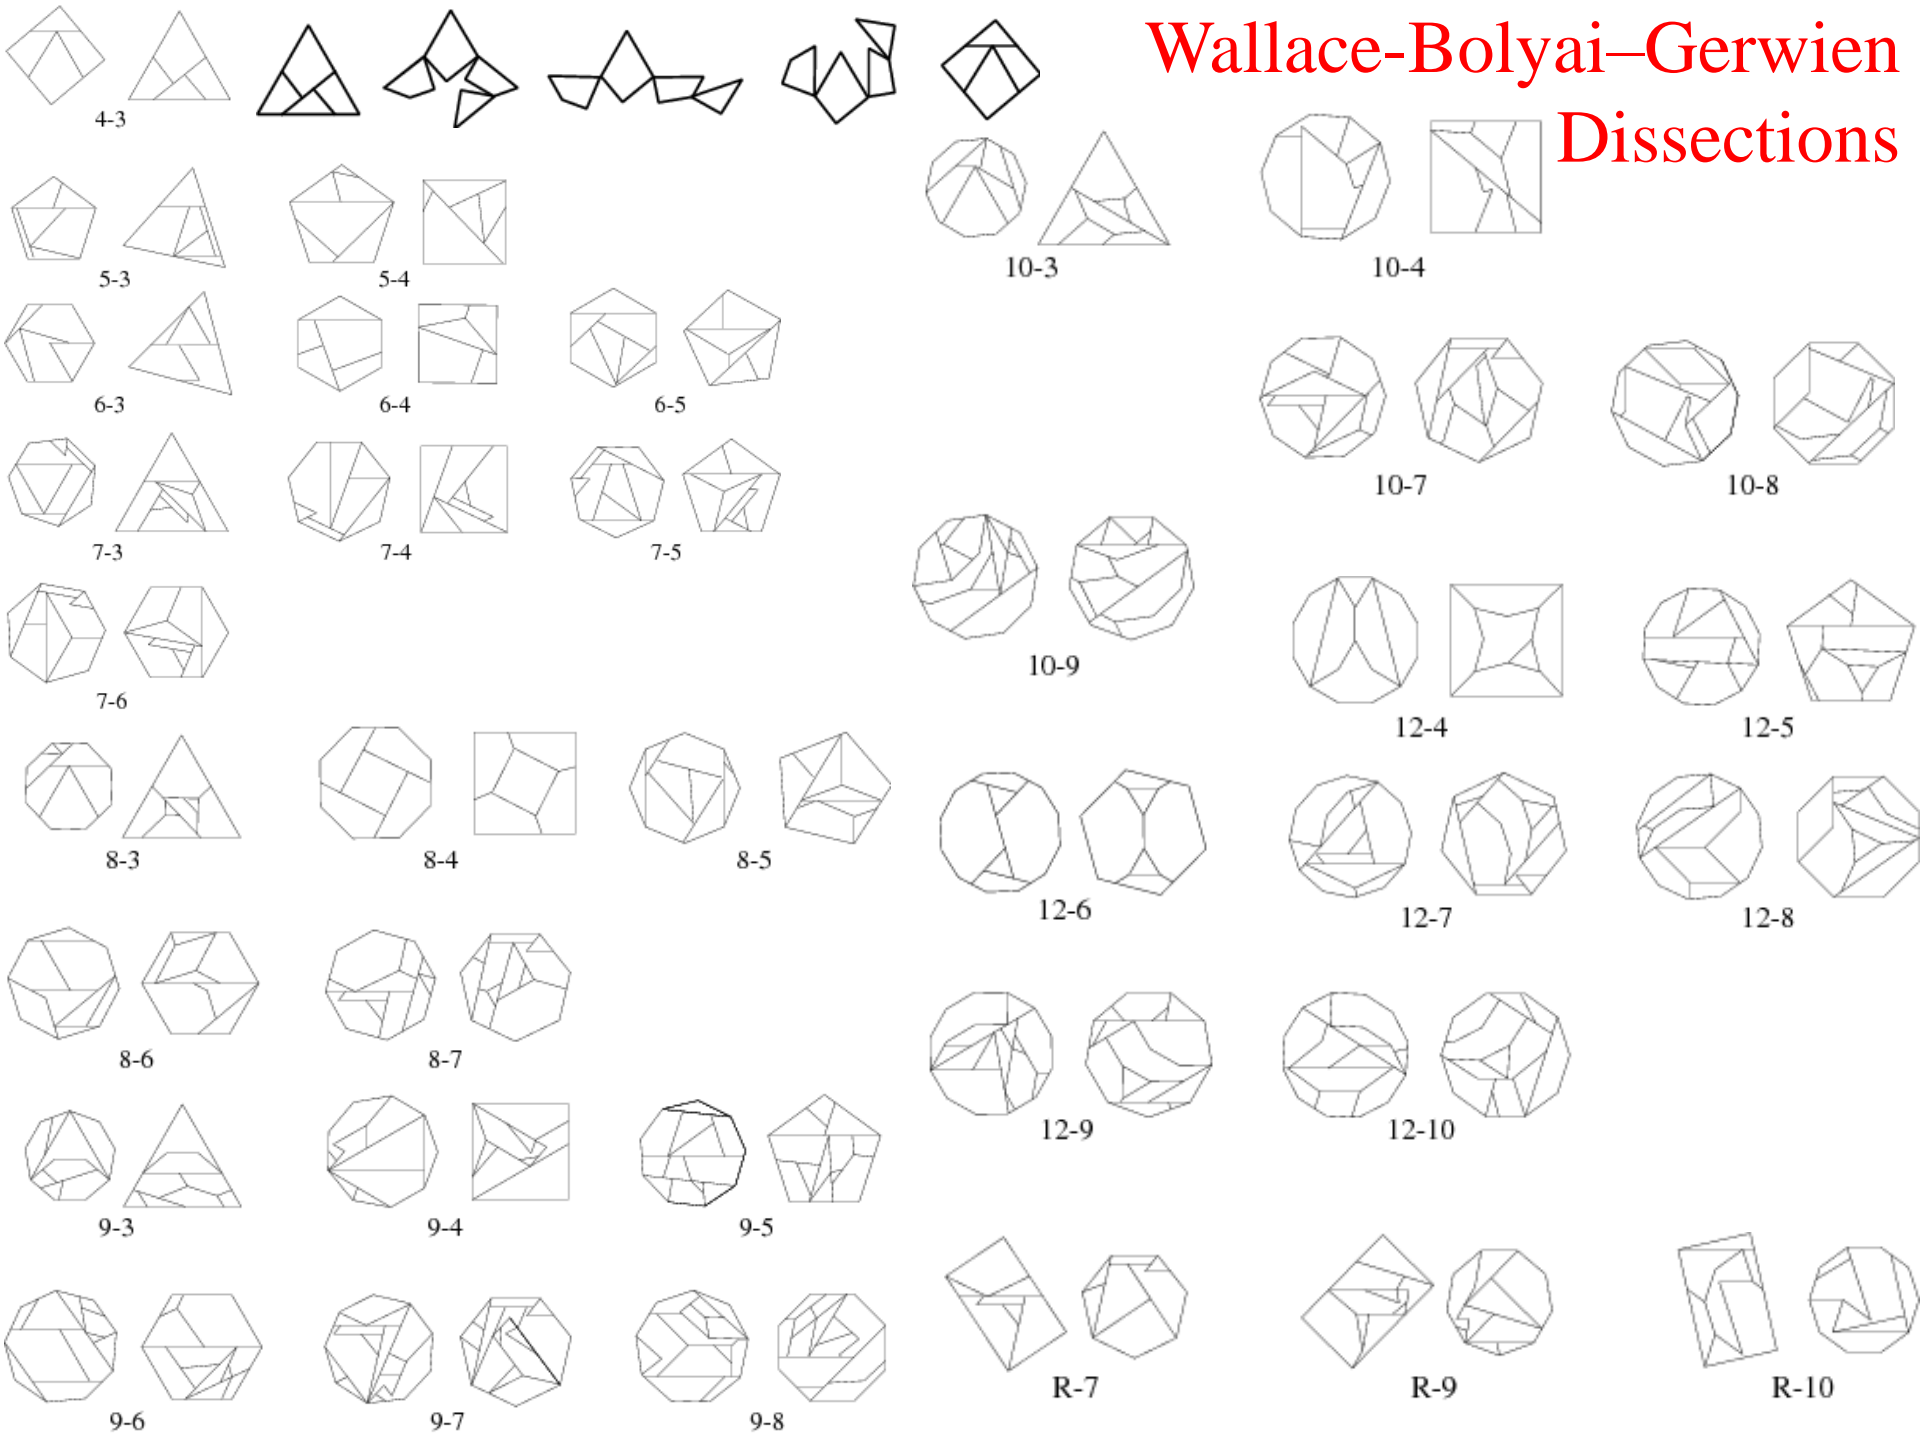 Wallace-Bolyai–Gerwien
Dissections
4-3
10-3 10-4
5-3 5-4
6-3 6-4 6-5
10-7 10-8
7-3 7-4 7-5
10-9
7-6
12-4 12-5
8-3 8-4 8-5
12-6 12-7 12-8
8-6 8-7
12-9 12-10
9-3 9-4 9-5
R-7 R-9 R-10
9-6 9-7 9-8